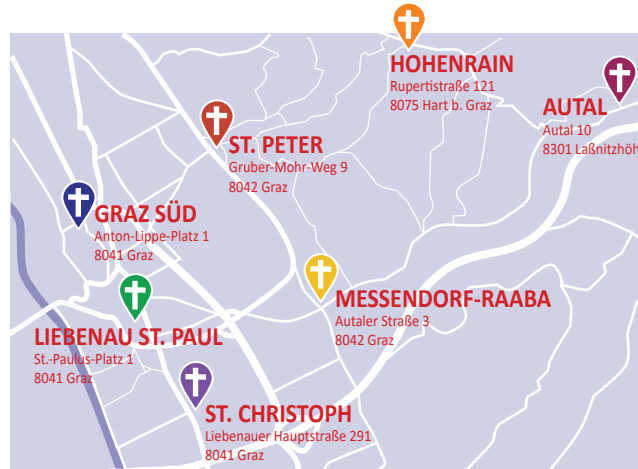 HOHENRAIN
Rupertistraße 121
8075 Hart b. Graz
AUTAL
Autal 10
8301 Laßnitzhöh
ST. PETER
Gruber-Mohr-Weg 9
8042 Graz
GRAZ SÜD
Anton-Lippe-Platz 1
8041 Graz
MESSENDORF-RAABA
Autaler Straße 3
8042 Graz
LIEBENAU ST. PAUL
St.-Paulus-Platz 1
8041 Graz
ST. CHRISTOPH
Liebenauer Hauptstraße 291
8041 Graz